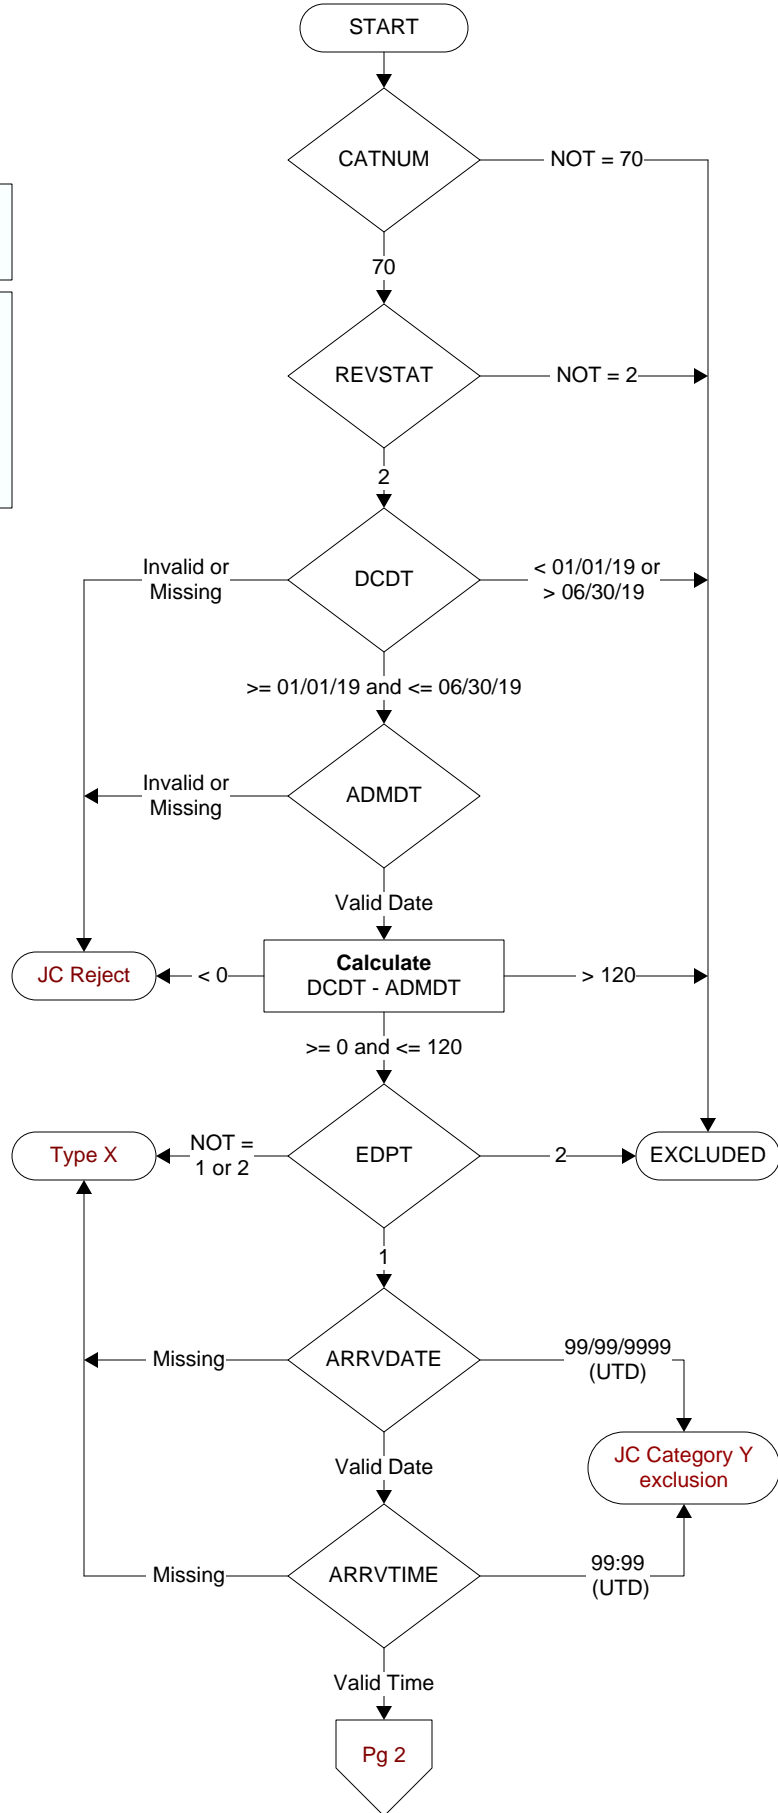 START
CATNUM
NOT = 70
70
REVSTAT
NOT = 2
2
Invalid or
Missing
DCDT
< 01/01/19 or
> 06/30/19
>= 01/01/19 and <= 06/30/19
Invalid or
Missing
ADMDT
Valid Date
JC Reject
< 0
Calculate
DCDT - ADMDT
> 120
>= 0 and <= 120
Type X
NOT =
1 or 2
EDPT
2
EXCLUDED
1
Missing
ARRVDATE
99/99/9999
(UTD)
Valid Date
JC Category Y
exclusion
Missing
ARRVTIME
99:99
(UTD)
Valid Time
Pg 2